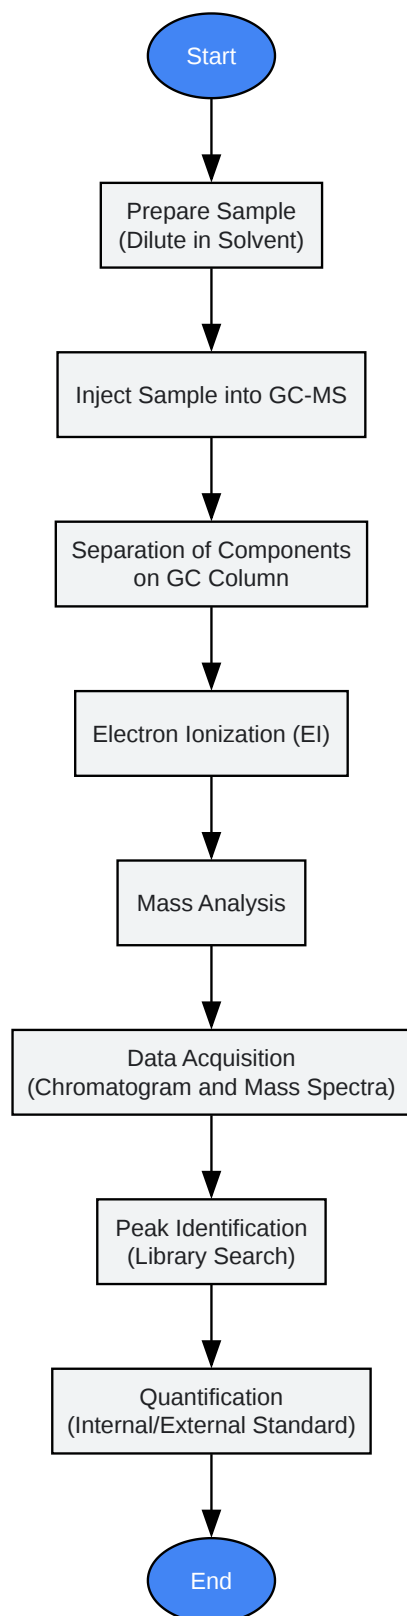 Start
Prepare Sample
(Dilute in Solvent)
Inject Sample into GC-MS
Separation of Components
on GC Column
Electron Ionization (EI)
Mass Analysis
Data Acquisition
(Chromatogram and Mass Spectra)
Peak Identification
(Library Search)
Quantification
(Internal/External Standard)
End